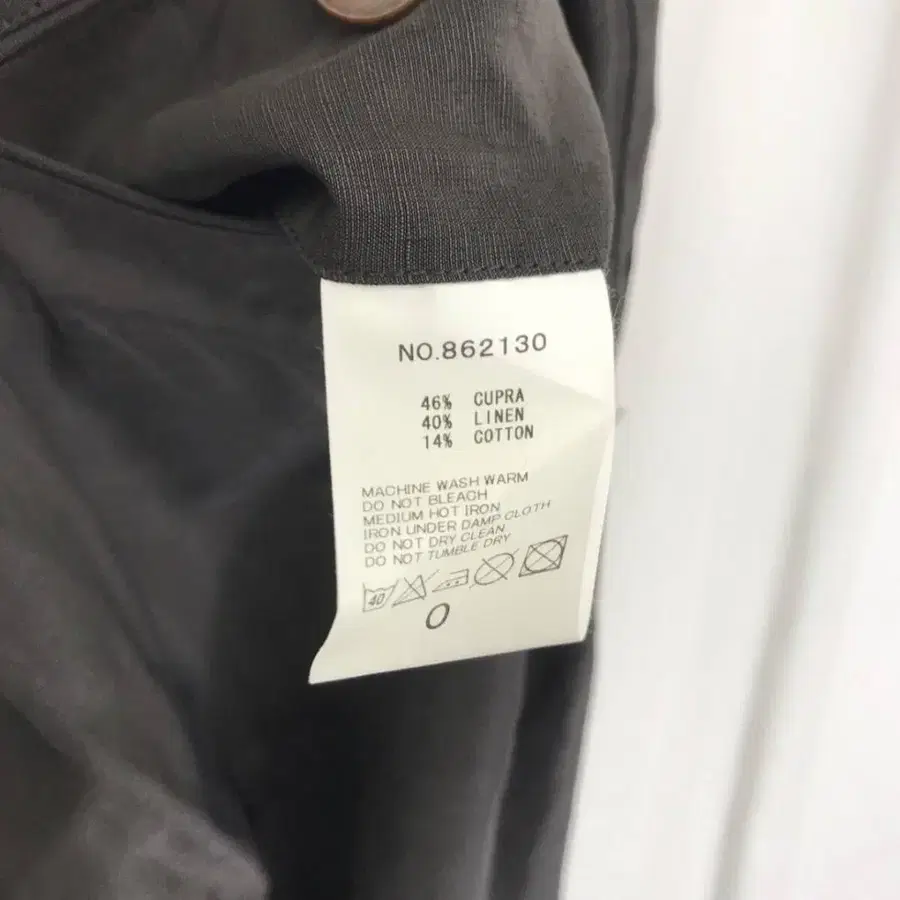 NO.862130
46% CUPRA
40% LINEN
14% COTTON
MACHINE WASH WARM
DO NOT BLEACH
MEDIUM HOT IRON
IRON UNDER DAMP CLOTH
DO NOT DRY CLEAN
DO NOT TUMBLE DRY
40
0